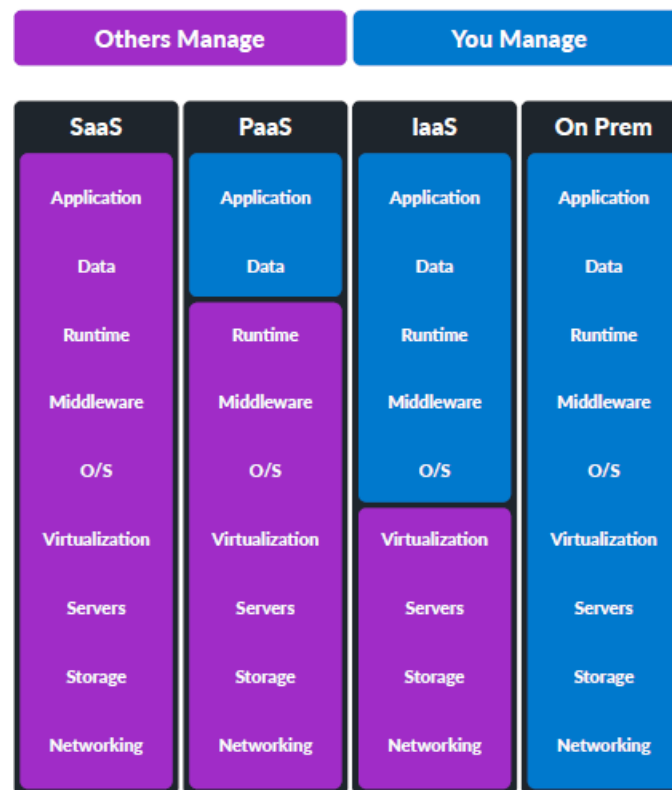 Others Manage You Manage
SaaS PaaS IaaS On Prem
Application Application Application Application
Data Data Data Data
Runtime Runtime Runtime Runtime
Middleware Middleware Middleware Middleware
O/S O/S O/S O/S
Virtualization Virtualization Virtualization Virtualization
Servers Servers Servers Servers
Storage Storage Storage Storage
Networking Networking Networking Networking